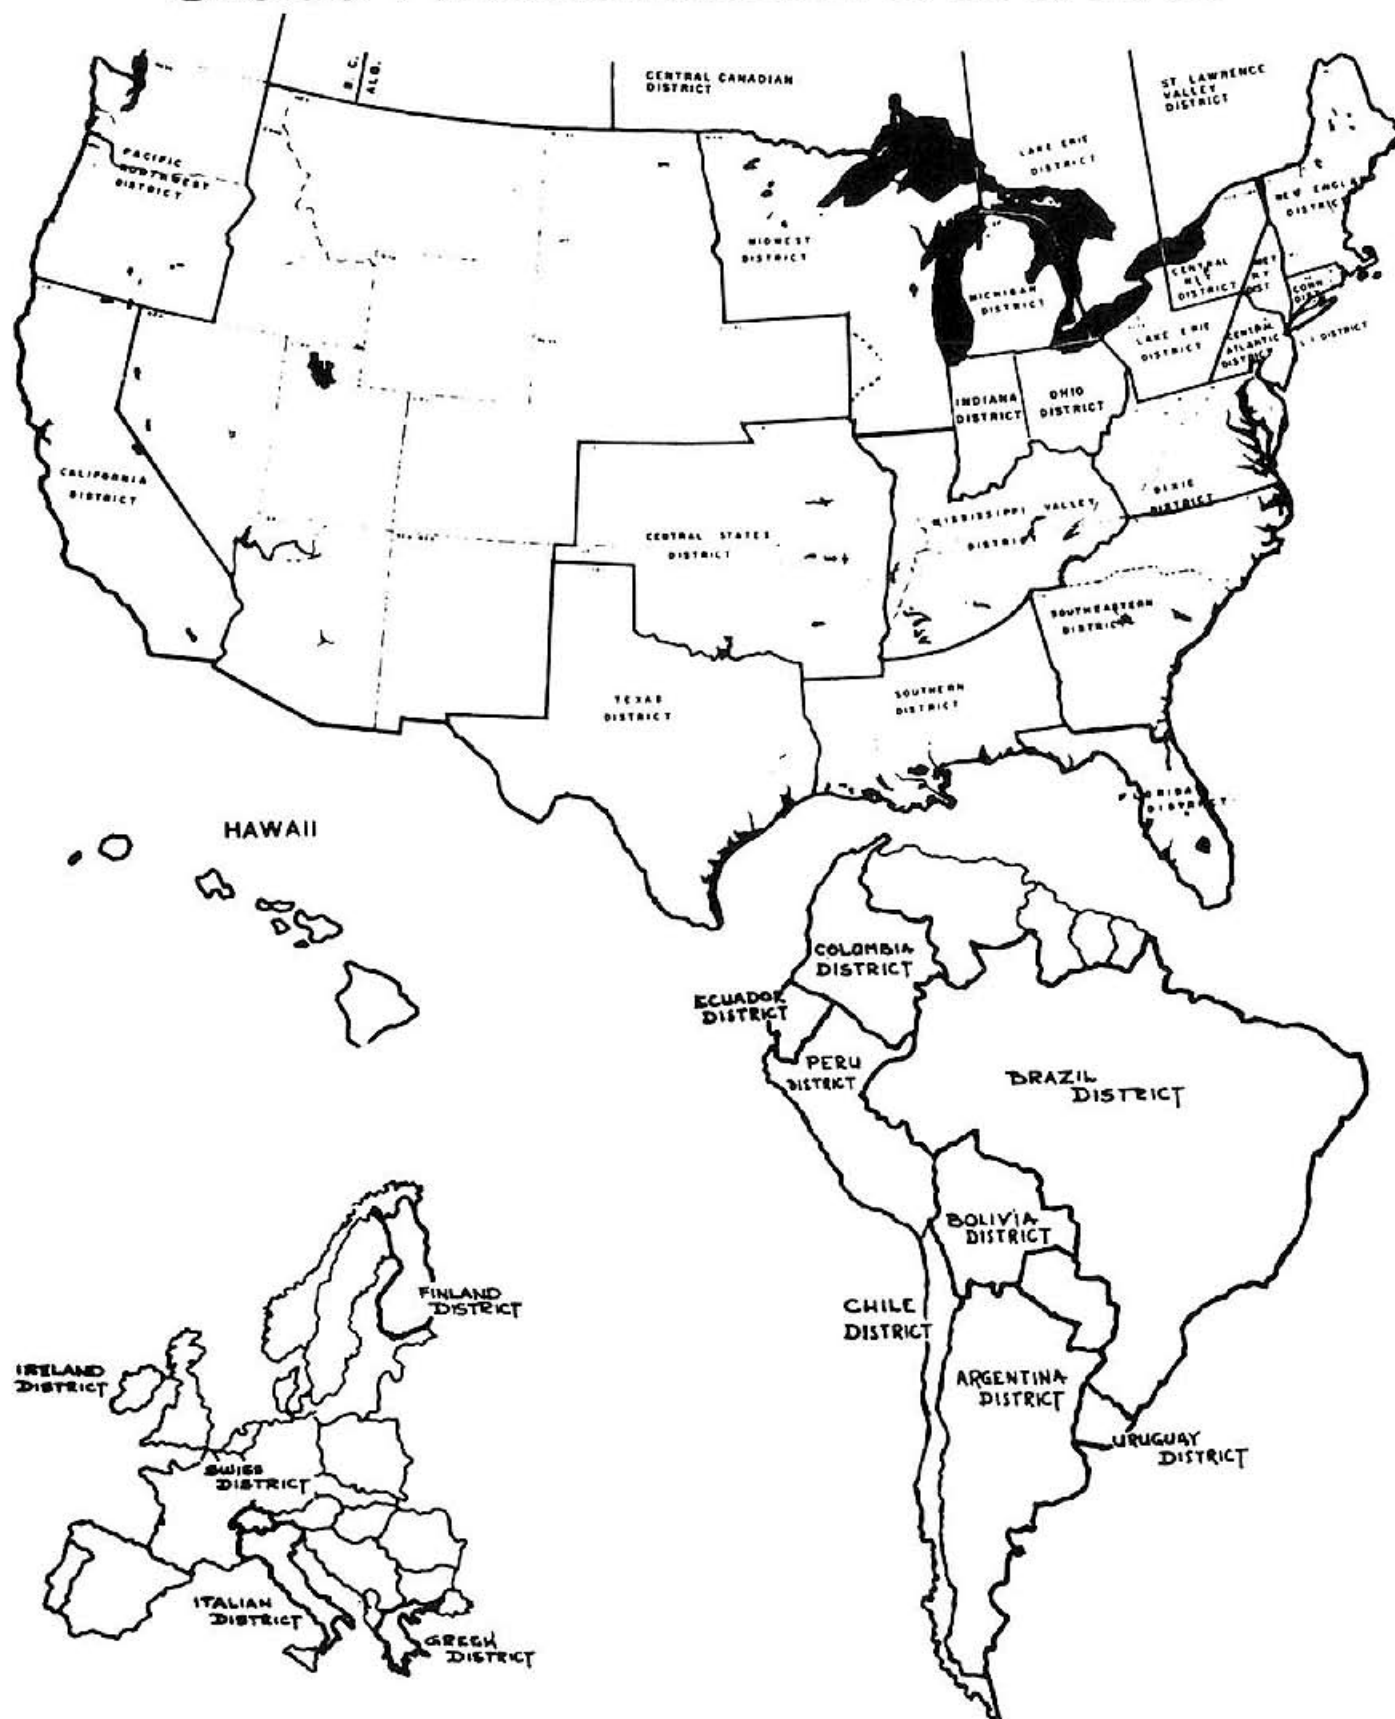 B. C.
ALB.
CENTRAL CANADIAN
DISTRICT
ST. LAWRENCE
VALLEY
DISTRICT
LAKE ERIE
DISTRICT
PACIFIC
NORTHWEST
DISTRICT
NEW ENGLAND
DISTRICT
MIDWEST
DISTRICT
MICHIGAN
DISTRICT
CENTRAL
N.Y.
DISTRICT
MET
N Y
DIST.
CONN
DIST.
LAKE ERIE
DISTRICT
CENTRAL
ATLANTIC
DISTRICT
L I DISTRICT
INDIANA
DISTRICT
OHIO
DISTRICT
CALIFORNIA
DISTRICT
DIXIE
DISTRICT
MISSISSIPPI VALLEY
DISTRICT
CENTRAL STATES
DISTRICT
SOUTHEASTERN
DISTRICT
TEXAS
DISTRICT
SOUTHERN
DISTRICT
FLORIDA
DISTRICT
HAWAII
COLOMBIA
DISTRICT
ECUADOR
DISTRICT
PERU
DISTRICT
BRAZIL
DISTRICT
BOLIVIA
DISTRICT
CHILE
DISTRICT
ARGENTINA
DISTRICT
URUGUAY
DISTRICT
FINLAND
DISTRICT
IRELAND
DISTRICT
SWISS
DISTRICT
ITALIAN
DISTRICT
GREEK
DISTRICT